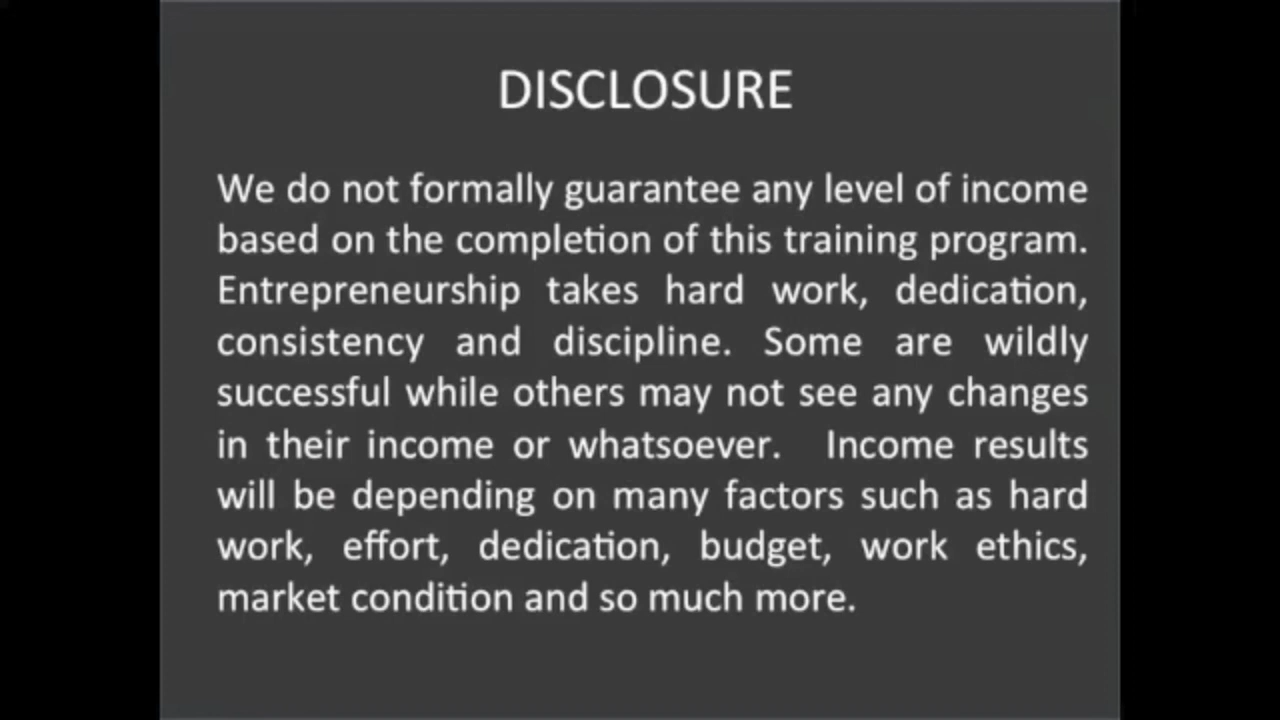 DISCLOSURE
We do not formally guarantee any level of income
based on the completion of this training program.
Entrepreneurship takes hard work, dedication,
consistency and discipline. Some are wildly
successful while others may not see any changes
in their income or whatsoever.  Income results
will be depending on many factors such as hard
work, effort, dedication, budget, work ethics,
market condition and so much more.